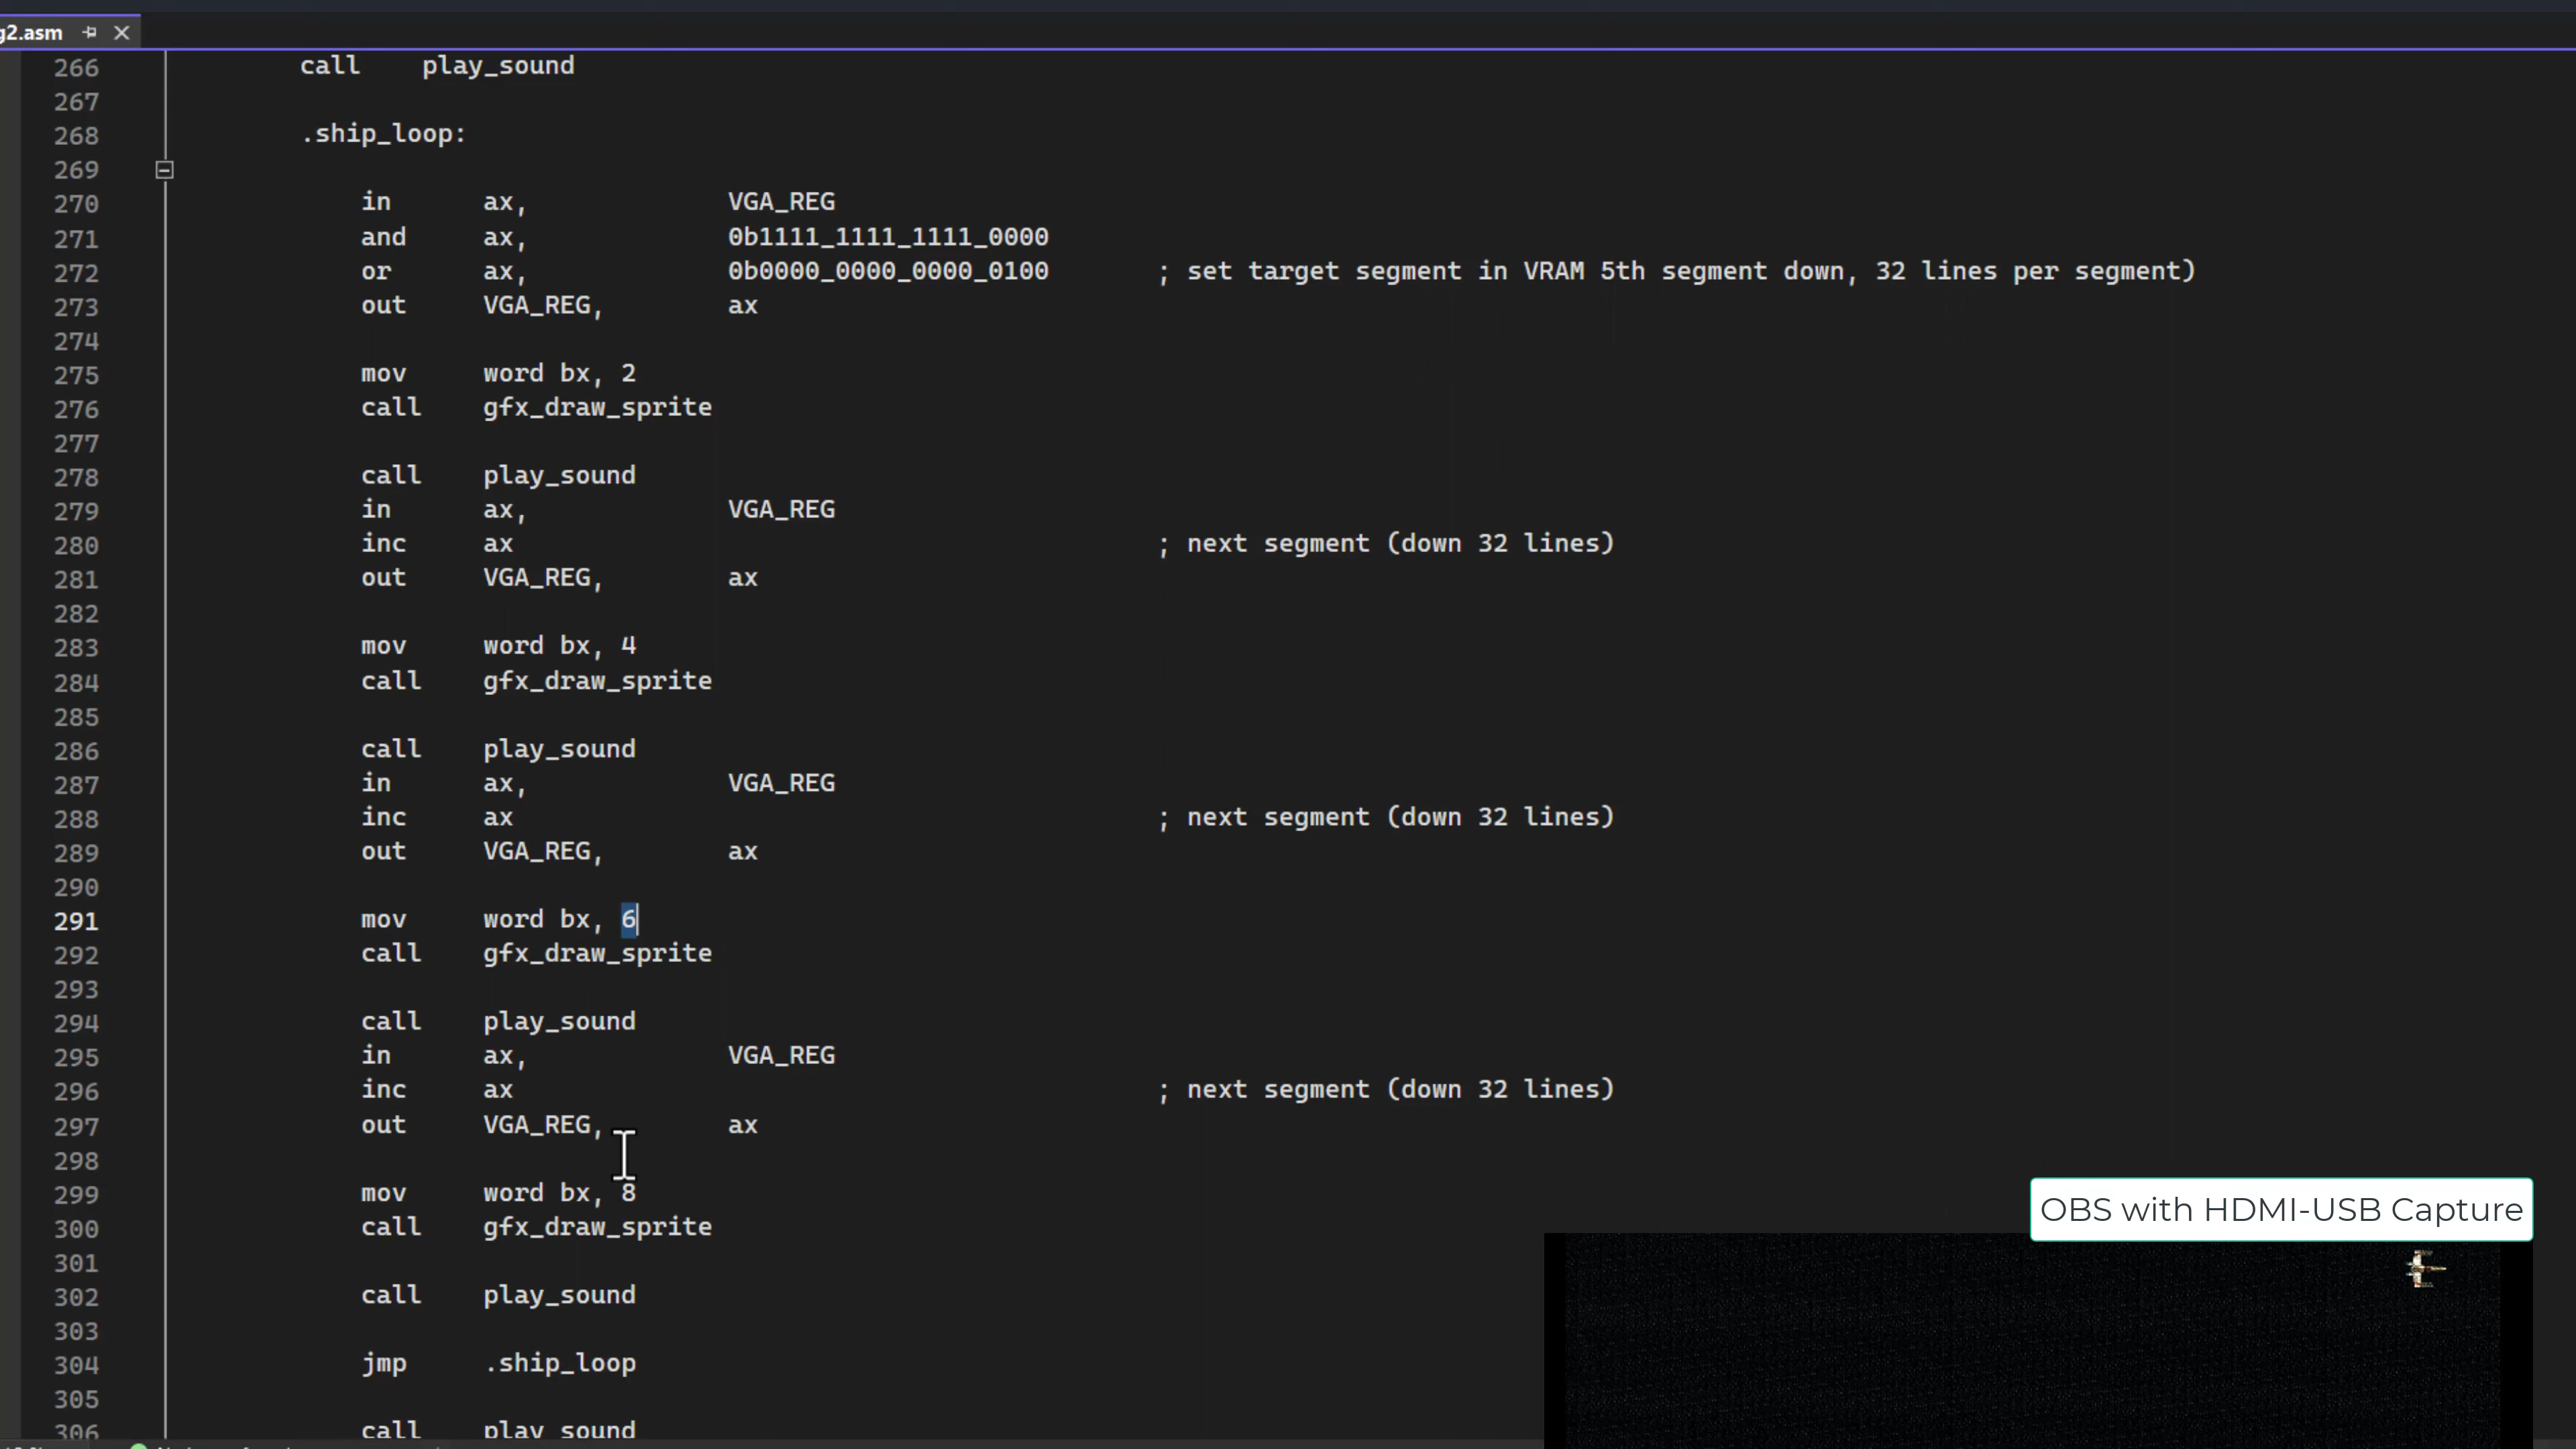 g2.asm
266 call play_sound
267
268 .ship_loop:
269
270 in ax, VGA_REG
271 and ax, 0b1111_1111_1111_0000
272 or ax, 0b0000_0000_0000_0100 ; set target segment in VRAM 5th segment down, 32 lines per segment)
273 out VGA_REG, ax
274
275 mov word bx, 2
276 call gfx_draw_sprite
277
278 call play_sound
279 in ax, VGA_REG
280 inc ax ; next segment (down 32 lines)
281 out VGA_REG, ax
282
283 mov word bx, 4
284 call gfx_draw_sprite
285
286 call play_sound
287 in ax, VGA_REG
288 inc ax ; next segment (down 32 lines)
289 out VGA_REG, ax
290
291 mov word bx, 6
292 call gfx_draw_sprite
293
294 call play_sound
295 in ax, VGA_REG
296 inc ax ; next segment (down 32 lines)
297 out VGA_REG, ax
298
299 mov word bx, 8
300 call gfx_draw_sprite
301
302 call play_sound
303
304 jmp .ship_loop
305
306 call play_sound
OBS with HDMI-USB Capture